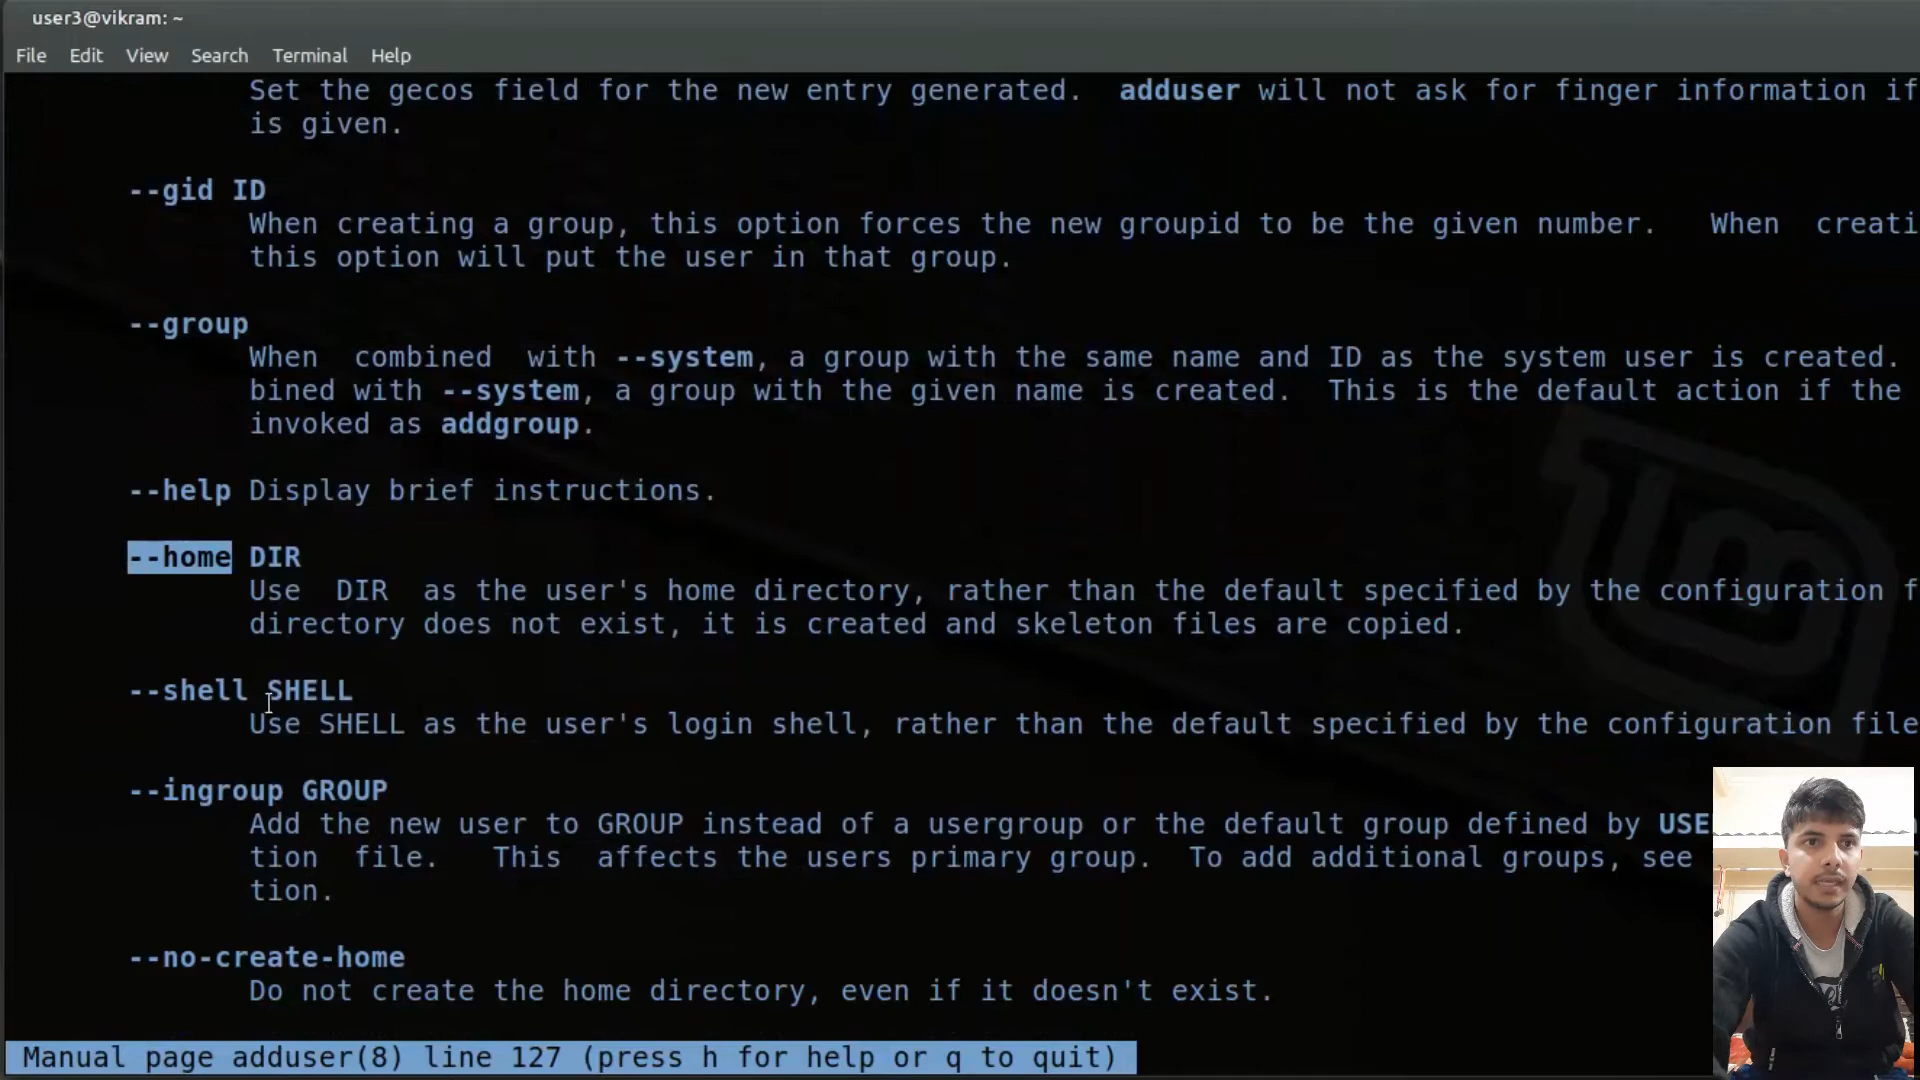 user3@vikram: ~
File Edit View Search Terminal Help
Set the gecos field for the new entry generated. adduser will not ask for finger information if
is given.
--gid ID
When creating a group, this option forces the new groupid to be the given number. When creati
this option will put the user in that group.
--group
When combined with --system, a group with the same name and ID as the system user is created.
bined with --system, a group with the given name is created. This is the default action if the
invoked as addgroup.
--help Display brief instructions.
--home DIR
Use DIR as the user's home directory, rather than the default specified by the configuration f
directory does not exist, it is created and skeleton files are copied.
--shell SHELL
Use SHELL as the user's login shell, rather than the default specified by the configuration file
--ingroup GROUP
Add the new user to GROUP instead of a usergroup or the default group defined by USE
tion file. This affects the users primary group. To add additional groups, see
tion.
--no-create-home
Do not create the home directory, even if it doesn't exist.
Manual page adduser(8) line 127 (press h for help or q to quit)